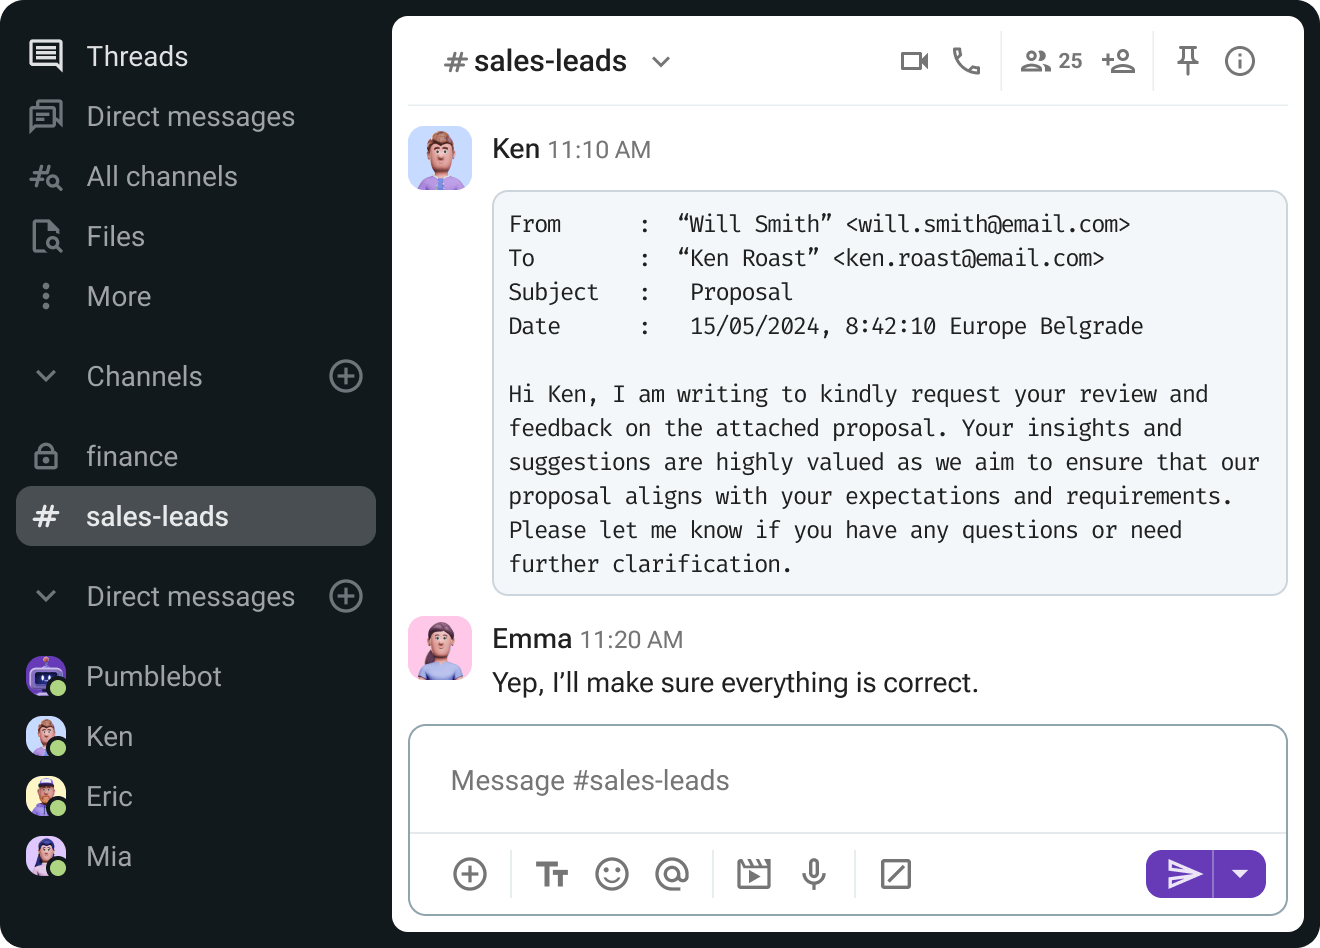 Threads
Direct messages
All channels
Files
More
Channels
finance
# sales-leads
Direct messages
Pumblebot
Ken
Eric
Mia
# sales-leads
25
Ken 11:10 AM
From : “Will Smith” <will.smith@email.com>
To : “Ken Roast” <ken.roast@email.com>
Subject : Proposal
Date : 15/05/2024, 8:42:10 Europe Belgrade
Hi Ken, I am writing to kindly request your review and
feedback on the attached proposal. Your insights and
suggestions are highly valued as we aim to ensure that our
proposal aligns with your expectations and requirements.
Please let me know if you have any questions or need
further clarification.
Emma 11:20 AM
Yep, I’ll make sure everything is correct.
Message #sales-leads